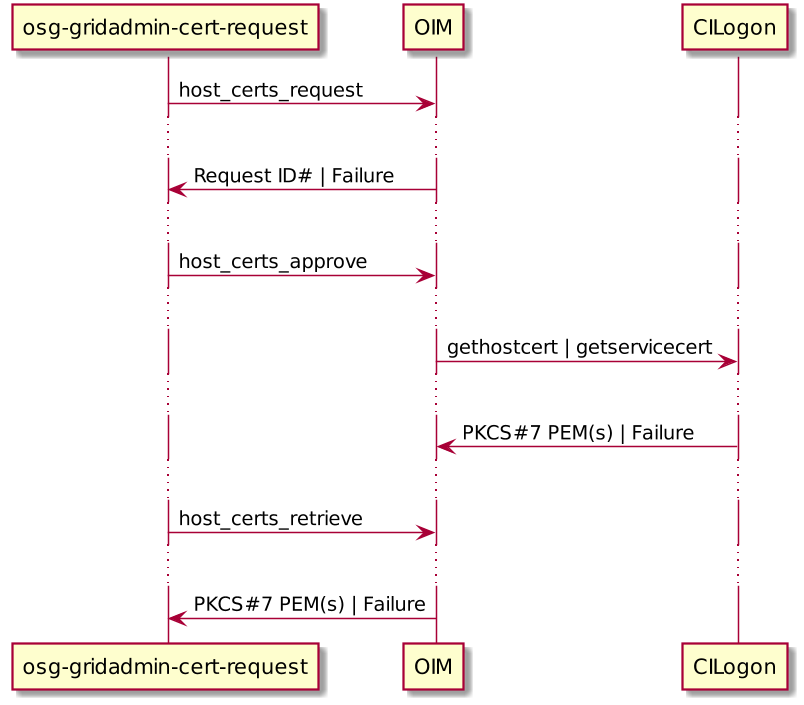 osg-gridadmin-cert-request
OIM
CILogon
host_certs_request
Request ID# | Failure
host_certs_approve
gethostcert | getservicecert
PKCS#7 PEM(s) | Failure
host_certs_retrieve
PKCS#7 PEM(s) | Failure
osg-gridadmin-cert-request
OIM
CILogon